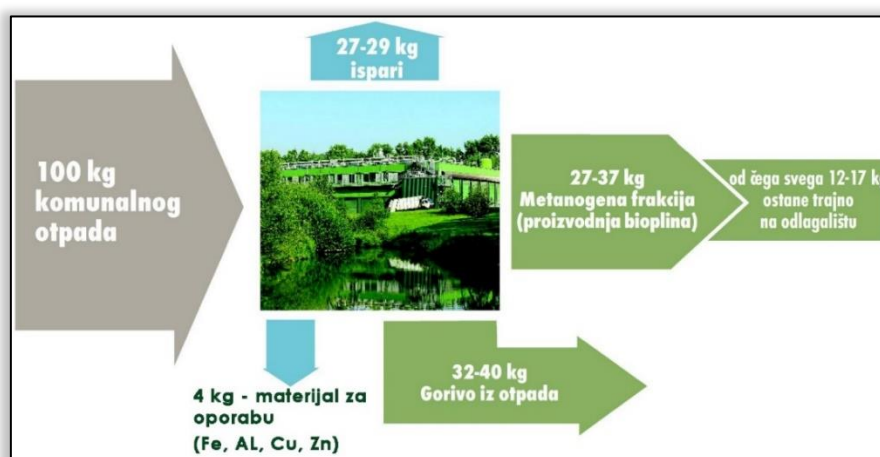 27-29 kg
ispari
100 kg
komunalnog
otpada
27-37 kg
Metanogena frakcija
(proizvodnja bioplina)
od čega svega 12-17 k
ostane trajno
na odlagalištu
32-40 kg
Gorivo iz otpada
4 kg - materijal za
oporabu
(Fe, AL, Cu, Zn)